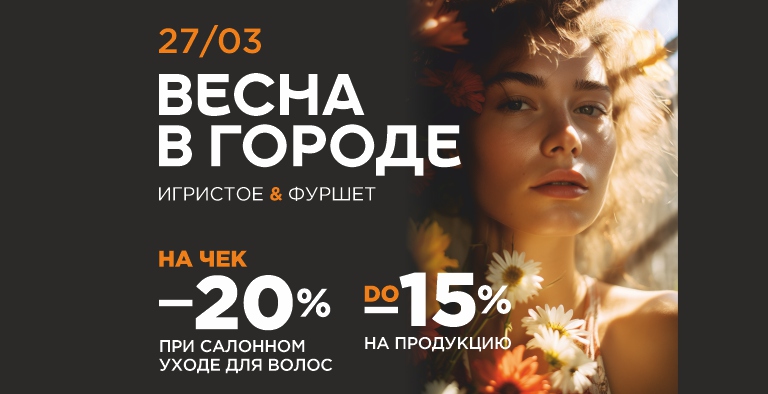 27/03
ВЕСНА
В ГОРОДЕ
ИГРИСТОЕ & ФУРШЕТ
НА ЧЕК
–20%
ПРИ САЛОННОМ
УХОДЕ ДЛЯ ВОЛОС
DO –15%
НА ПРОДУКЦИЮ